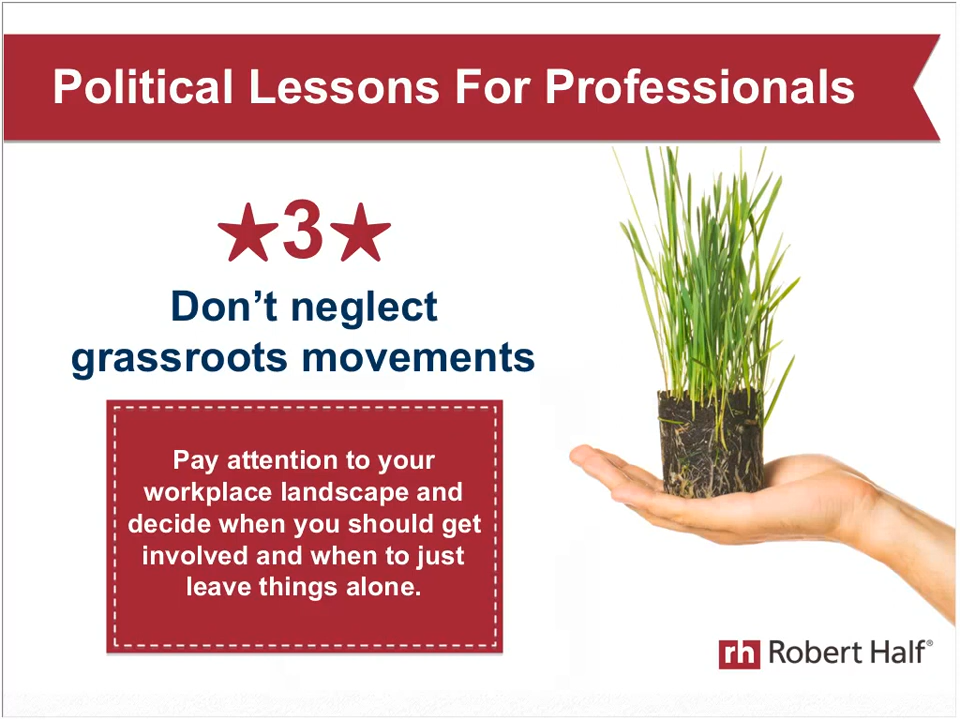 Political Lessons For Professionals
★3★
Don’t neglect
grassroots movements
Pay attention to your
workplace landscape and
decide when you should get
involved and when to just
leave things alone.
rh Robert Half®